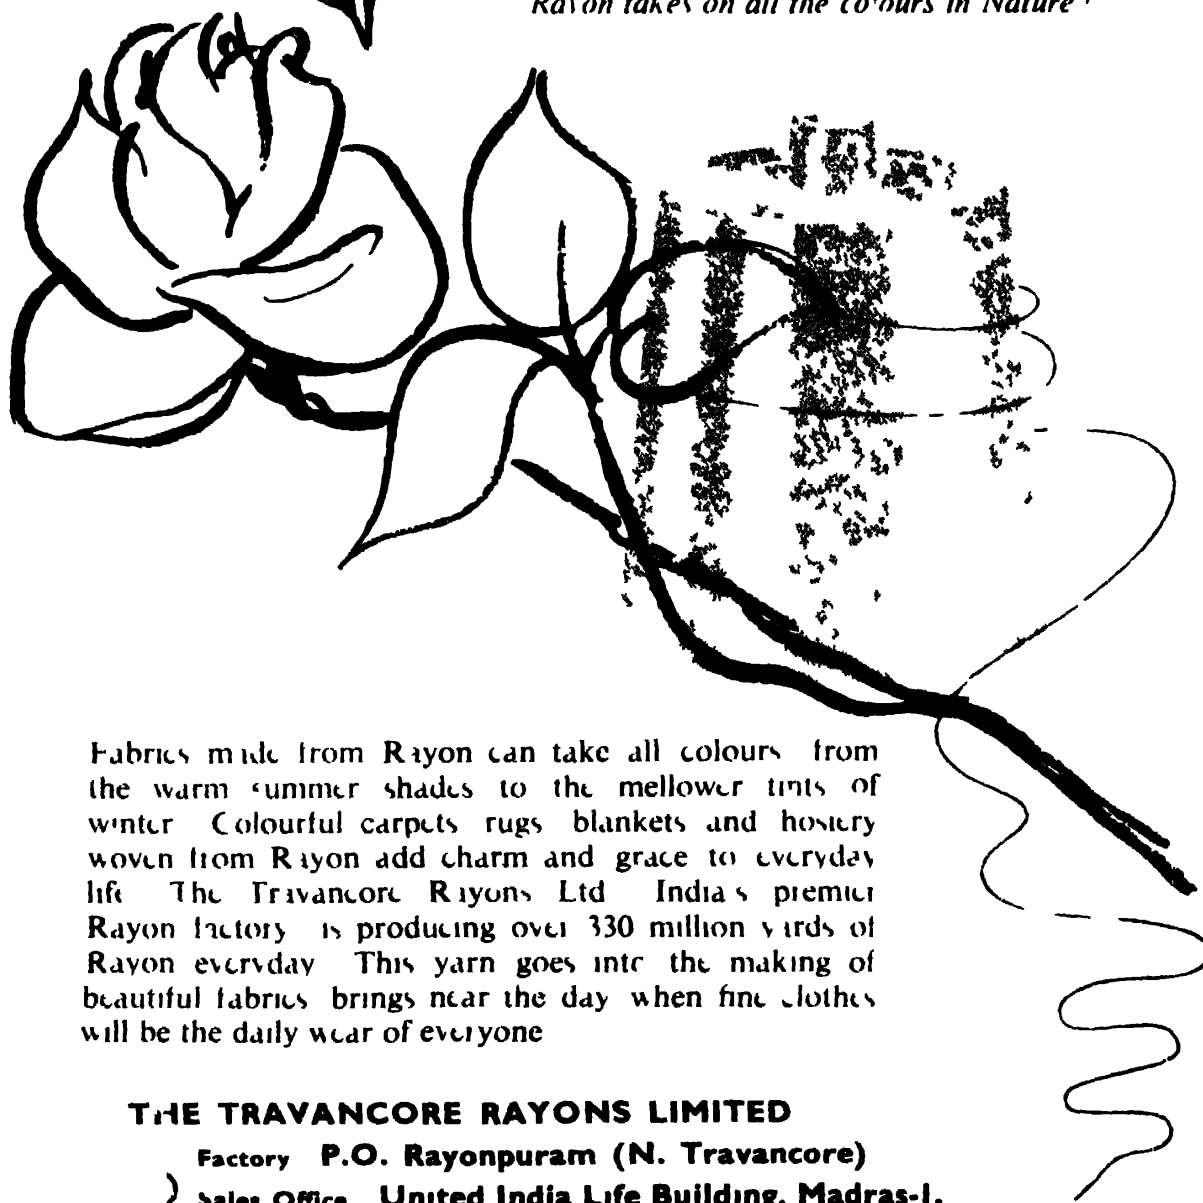 Rayon takes on all the colours in Nature !
Fabrics made from Rayon can take all colours from
the warm summer shades to the mellower tints of
winter Colourful carpets rugs blankets and hosiery
woven from Rayon add charm and grace to everyday
life The Travancore Rayons Ltd India s premier
Rayon factory is producing over 330 million yards of
Rayon everyday This yarn goes into the making of
beautiful fabrics brings near the day when fine clothes
will be the daily wear of everyone
THE TRAVANCORE RAYONS LIMITED
Factory P.O. Rayonpuram (N. Travancore)
Sales Office United India Life Building, Madras-1.